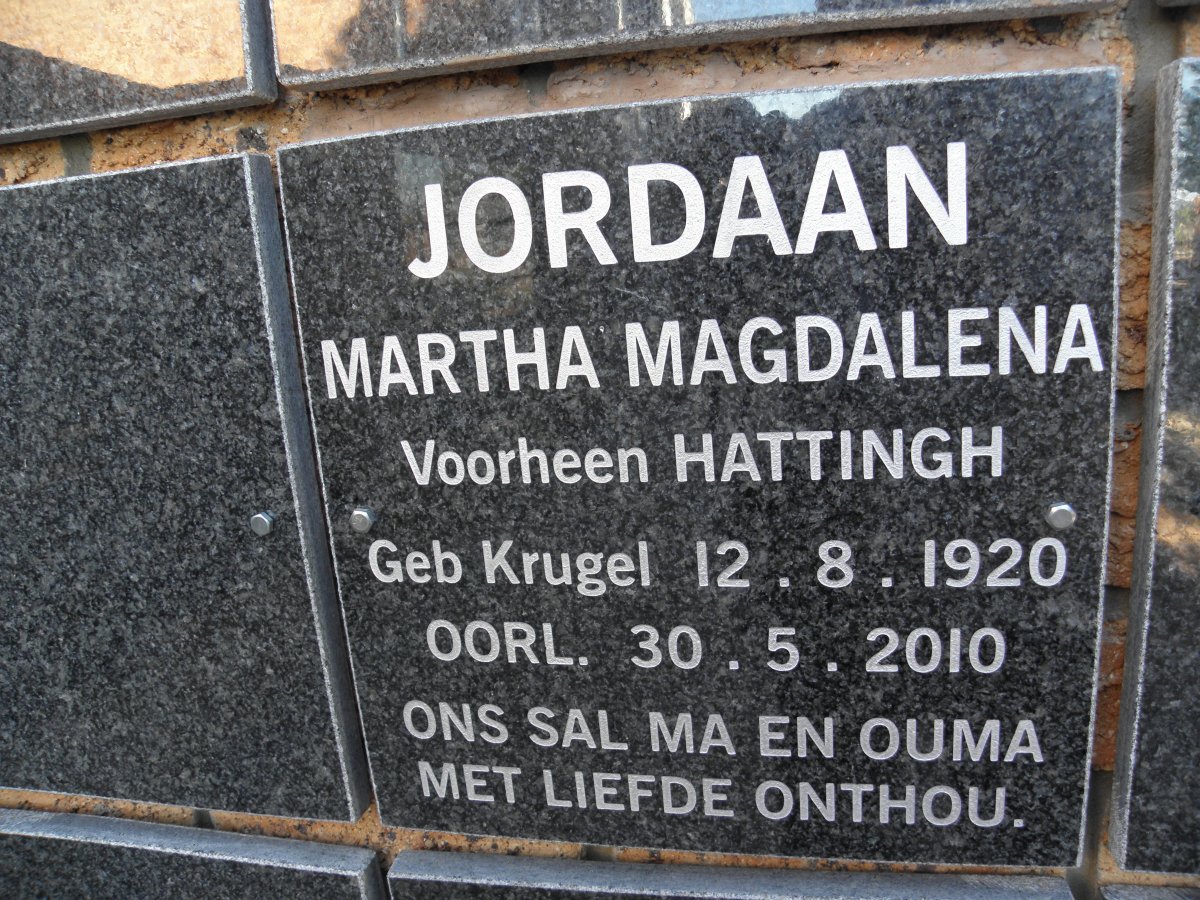 JORDAAN
MARTHA MAGDALENA
Voorheen HATTINGH
Geb Krugel 12 . 8 . 1920
OORL. 30 . 5 . 2010
ONS SAL MA EN OUMA
MET LIEFDE ONTHOU.